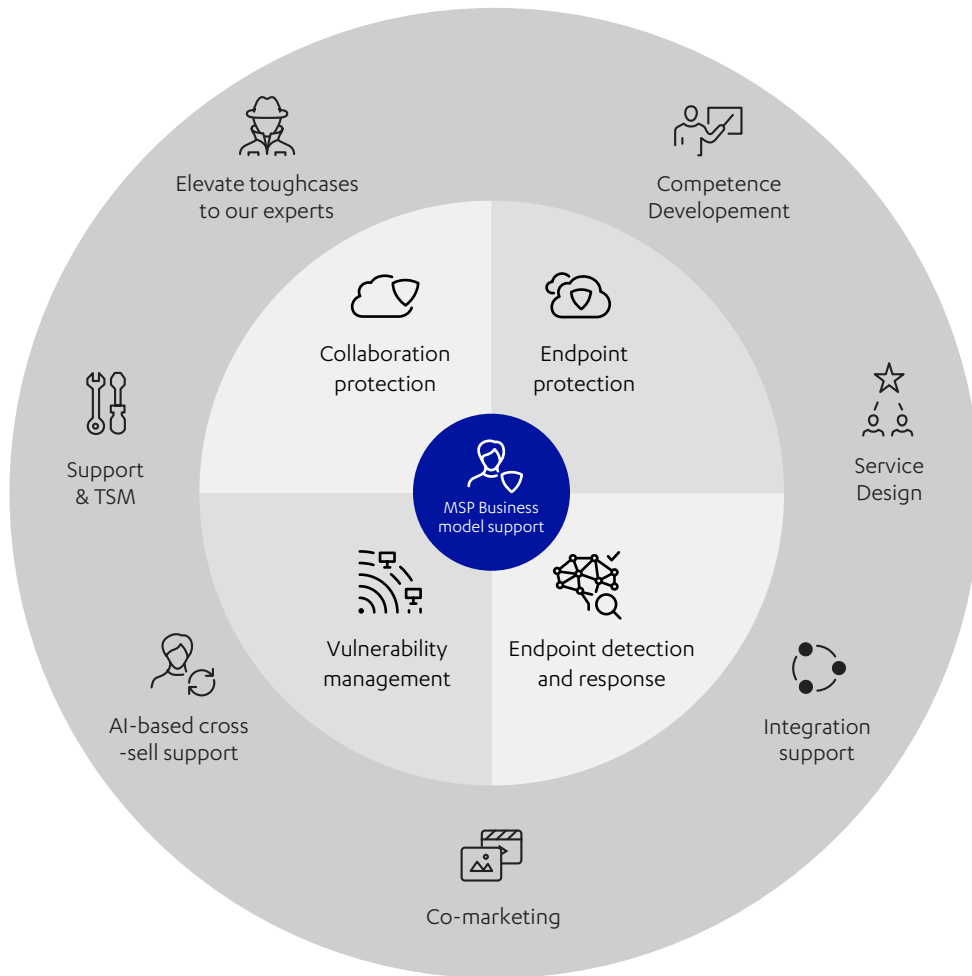 Elevate toughcases
to our experts
Competence
Developement
Collaboration
protection
Endpoint
protection
Support
& TSM
MSP Business
model support
Service
Design
Vulnerability
management
Endpoint detection
and response
AI-based cross
-sell support
Integration
support
Co-marketing